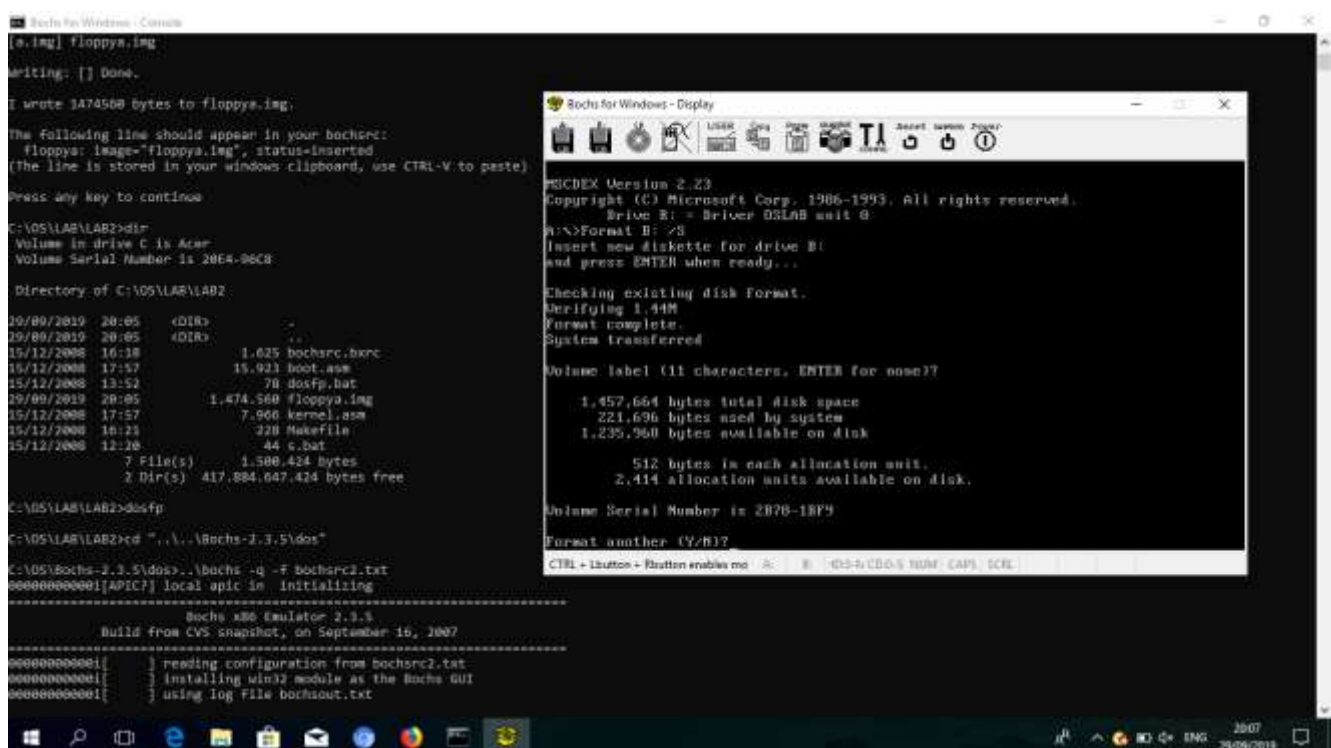 Bochs for Windows - Console
[a.img] floppya.img
Writing: [] Done.
I wrote 1474560 bytes to floppya.img.
The following line should appear in your bochsrc:
floppya: image="floppya.img", status=inserted
(The line is stored in your windows clipboard, use CTRL-V to paste)
Press any key to continue
C:\OS\LAB\LAB2>dir
Volume in drive C is Acer
Volume Serial Number is 2064-96C8
Directory of C:\OS\LAB\LAB2
29/09/2019 20:05 <DIR> .
29/09/2019 20:05 <DIR> ..
15/12/2008 16:18 1.625 bochsrc.bxrc
15/12/2008 17:57 15.923 boot.asm
15/12/2008 13:52 78 dosfp.bat
29/09/2019 20:05 1.474.560 floppya.img
15/12/2008 17:57 7.966 kernel.asm
15/12/2008 16:21 228 Makefile
15/12/2008 12:20 44 s.bat
7 File(s) 1.500.424 bytes
2 Dir(s) 417.884.647.424 bytes free
C:\OS\LAB\LAB2>dosfp
C:\OS\LAB\LAB2>cd "..\..\Bochs-2.3.5\dos"
C:\OS\Bochs-2.3.5\dos>..\bochs -q -f bochsrc2.txt
00000000000i[APIC?] local apic in initializing
Bochs x86 Emulator 2.3.5
Build from CVS snapshot, on September 16, 2007
00000000000i[ ] reading configuration from bochsrc2.txt
00000000000i[ ] installing win32 module as the Bochs GUI
00000000000i[ ] using log file bochsout.txt
Bochs for Windows - Display
USER Copy Paste snapshot CONFIG Reset suspend Power
MSCDEX Version 2.23
Copyright (C) Microsoft Corp. 1986-1993. All rights reserved.
Drive R: = Driver OSLAB unit 0
A:\>Format B: /S
Insert new diskette for drive B:
and press ENTER when ready...
Checking existing disk format.
Verifying 1.44M
Format complete.
System transferred
Volume label (11 characters, ENTER for none)?
1,457,664 bytes total disk space
221,696 bytes used by system
1,235,968 bytes available on disk
512 bytes in each allocation unit.
2,414 allocation units available on disk.
Volume Serial Number is 2B78-1BF9
Format another (Y/N)?_
CTRL + Lbutton + Rbutton enables mo A: B: NUM CAPS SCRL
ENG 20:07
29/09/2019